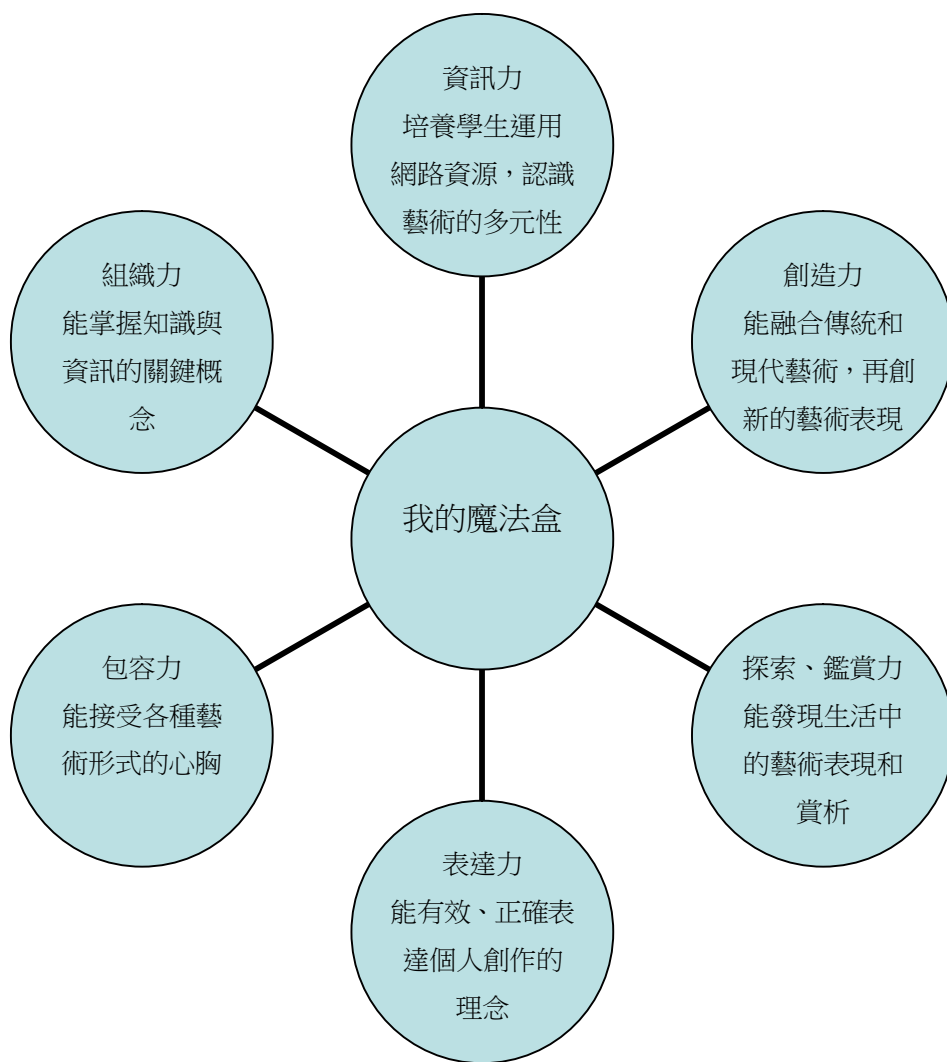 資訊力
培養學生運用
網路資源，認識
藝術的多元性
組織力
能掌握知識與
資訊的關鍵概
念
創造力
能融合傳統和
現代藝術，再創
新的藝術表現
我的魔法盒
包容力
能接受各種藝
術形式的心胸
探索、鑑賞力
能發現生活中
的藝術表現和
賞析
表達力
能有效、正確表
達個人創作的
理念